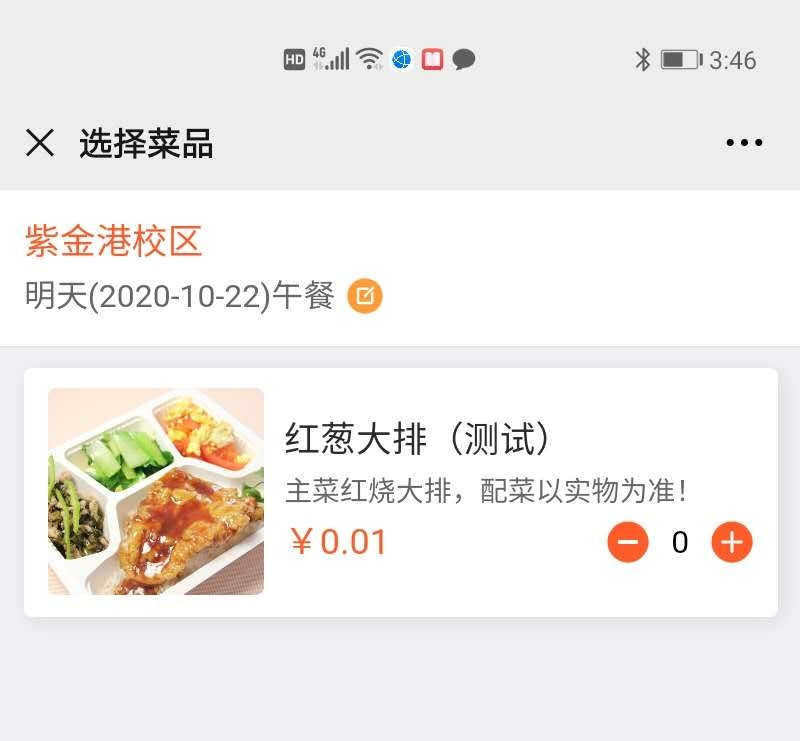 HD 4G 3:46
选择菜品
紫金港校区
明天(2020-10-22)午餐
红葱大排（测试）
主菜红烧大排，配菜以实物为准！
￥0.01 0